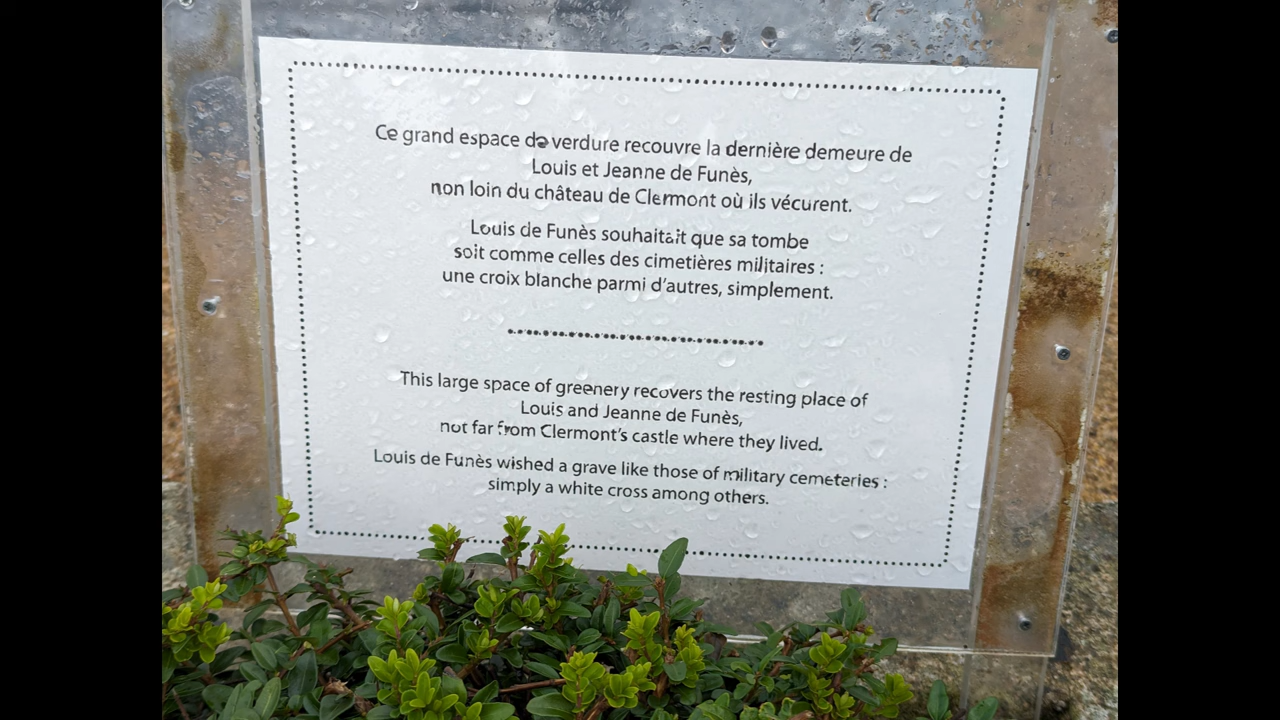 Ce grand espace de verdure recouvre la dernière demeure de
Louis et Jeanne de Funès,
non loin du château de Clermont où ils vécurent.
Louis de Funès souhaitait que sa tombe
soit comme celles des cimetières militaires :
une croix blanche parmi d'autres, simplement.
This large space of greenery recovers the resting place of
Louis and Jeanne de Funès,
not far from Clermont's castle where they lived.
Louis de Funès wished a grave like those of military cemeteries :
simply a white cross among others.